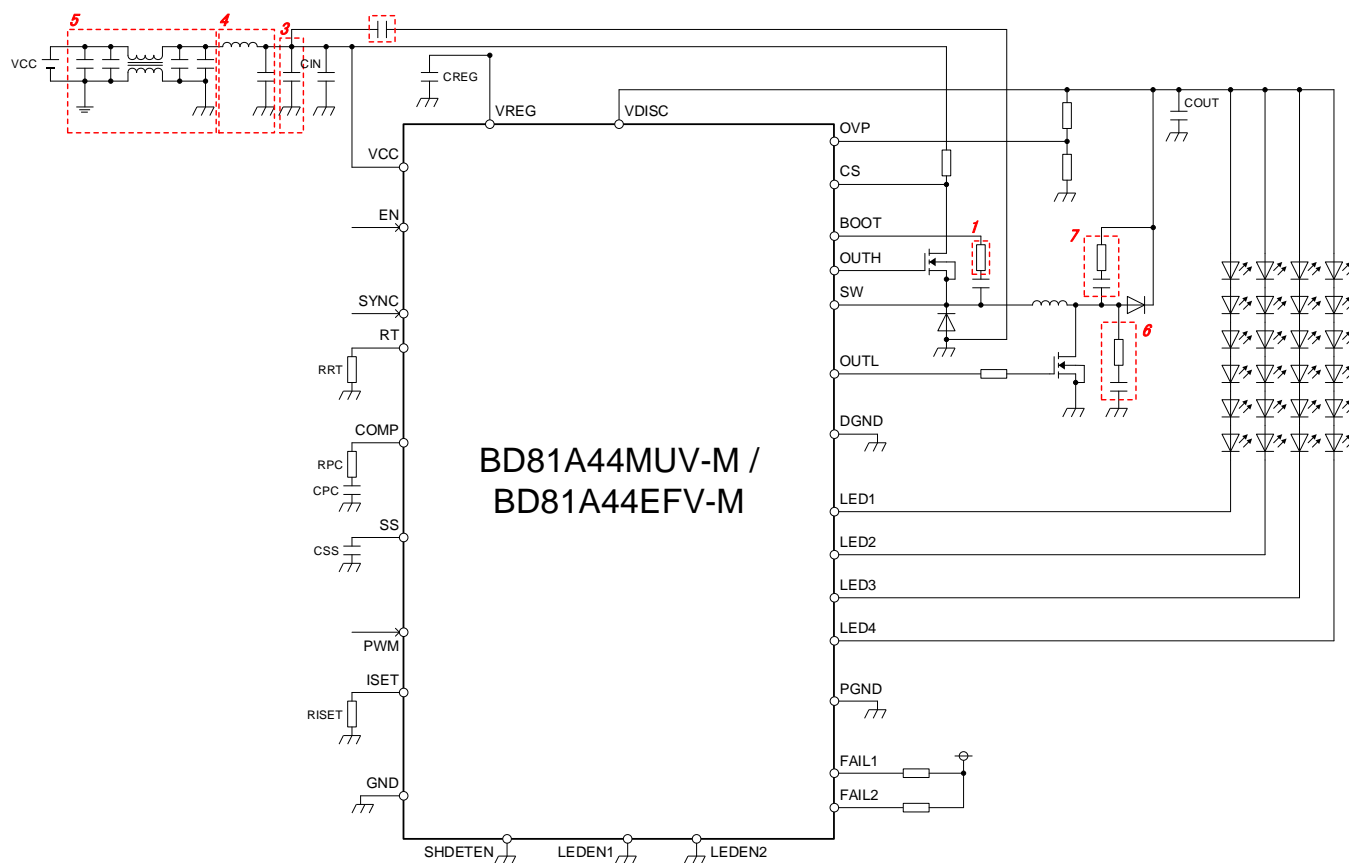 5
4
3
VCC
CIN
CREG
VREG
VDISC
COUT
OVP
VCC
CS
EN
BOOT
1
7
OUTH
SYNC
SW
RT
6
RRT
OUTL
COMP
DGND
RPC
CPC
BD81A44MUV-M /
BD81A44EFV-M
LED1
SS
CSS
LED2
LED3
LED4
PWM
ISET
PGND
RISET
FAIL1
GND
FAIL2
SHDETEN
LEDEN1
LEDEN2